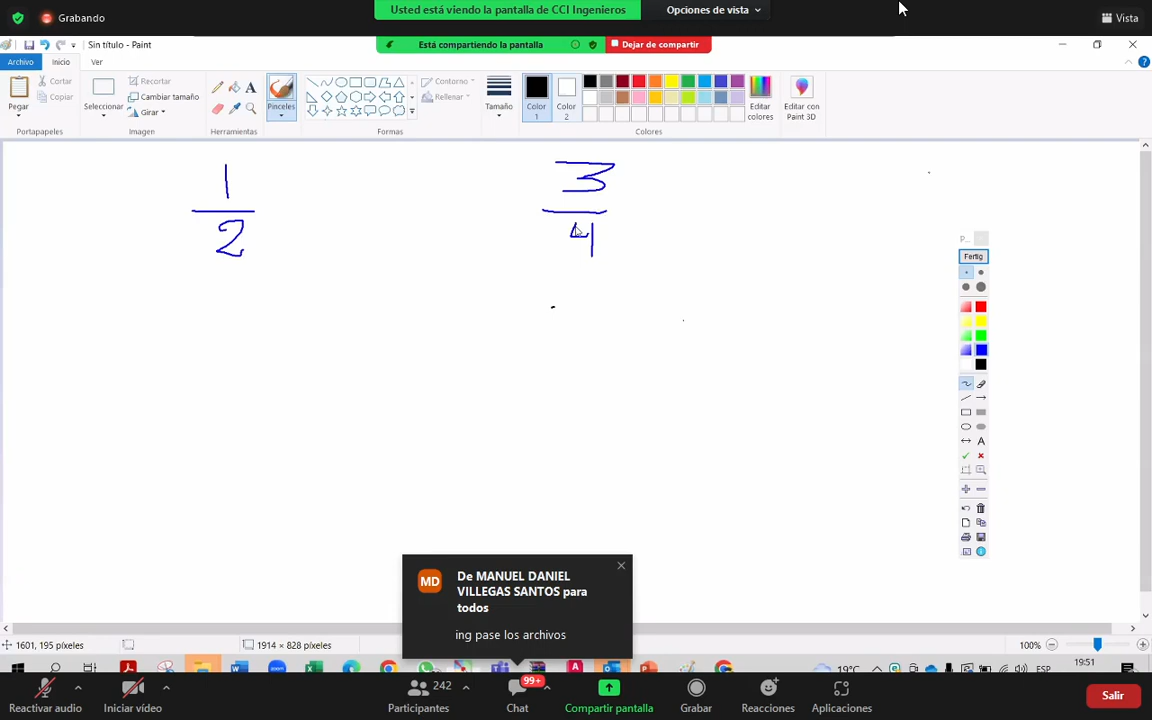 Grabando
Usted está viendo la pantalla de CCI Ingenieros
Opciones de vista
Vista
Sin título - Paint
Está compartiendo la pantalla
Dejar de compartir
Archivo
Inicio
Ver
Pegar
Cortar
Copiar
Portapapeles
Seleccionar
Recortar
Cambiar tamaño
Girar
Imagen
A
Herramientas
Pinceles
Contorno
Rellenar
Formas
Tamaño
Color 1
Color 2
Editar colores
Editar con Paint 3D
Colores
1
2
3
4
P...
Fertig
A
MD
De MANUEL DANIEL
VILLEGAS SANTOS para
todos
ing pase los archivos
1601, 195 píxeles
1914 × 828 píxeles
100%
19°C
ESP
19:51
Reactivar audio
Iniciar vídeo
242
Participantes
99+
Chat
Compartir pantalla
Grabar
Reacciones
Aplicaciones
Salir